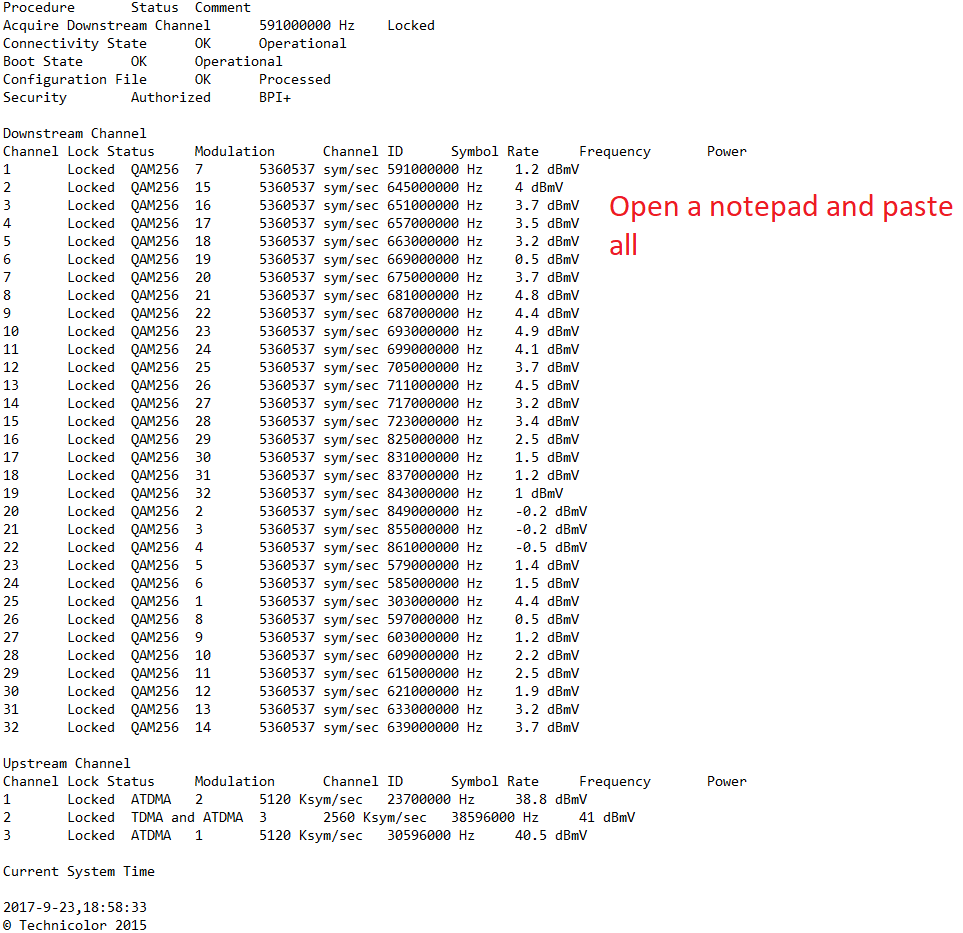 Procedure Status Comment
Acquire Downstream Channel 591000000 Hz Locked
Connectivity State OK Operational
Boot State OK Operational
Configuration File OK Processed
Security Authorized BPI+
Downstream Channel
Channel Lock Status Modulation Channel ID Symbol Rate Frequency Power
1 Locked QAM256 7 5360537 sym/sec 591000000 Hz 1.2 dBmV
2 Locked QAM256 15 5360537 sym/sec 645000000 Hz 4 dBmV
3 Locked QAM256 16 5360537 sym/sec 651000000 Hz 3.7 dBmV
4 Locked QAM256 17 5360537 sym/sec 657000000 Hz 3.5 dBmV
5 Locked QAM256 18 5360537 sym/sec 663000000 Hz 3.2 dBmV
6 Locked QAM256 19 5360537 sym/sec 669000000 Hz 0.5 dBmV
7 Locked QAM256 20 5360537 sym/sec 675000000 Hz 3.7 dBmV
8 Locked QAM256 21 5360537 sym/sec 681000000 Hz 4.8 dBmV
9 Locked QAM256 22 5360537 sym/sec 687000000 Hz 4.4 dBmV
10 Locked QAM256 23 5360537 sym/sec 693000000 Hz 4.9 dBmV
11 Locked QAM256 24 5360537 sym/sec 699000000 Hz 4.1 dBmV
12 Locked QAM256 25 5360537 sym/sec 705000000 Hz 3.7 dBmV
13 Locked QAM256 26 5360537 sym/sec 711000000 Hz 4.5 dBmV
14 Locked QAM256 27 5360537 sym/sec 717000000 Hz 3.2 dBmV
15 Locked QAM256 28 5360537 sym/sec 723000000 Hz 3.4 dBmV
16 Locked QAM256 29 5360537 sym/sec 825000000 Hz 2.5 dBmV
17 Locked QAM256 30 5360537 sym/sec 831000000 Hz 1.5 dBmV
18 Locked QAM256 31 5360537 sym/sec 837000000 Hz 1.2 dBmV
19 Locked QAM256 32 5360537 sym/sec 843000000 Hz 1 dBmV
20 Locked QAM256 2 5360537 sym/sec 849000000 Hz -0.2 dBmV
21 Locked QAM256 3 5360537 sym/sec 855000000 Hz -0.2 dBmV
22 Locked QAM256 4 5360537 sym/sec 861000000 Hz -0.5 dBmV
23 Locked QAM256 5 5360537 sym/sec 579000000 Hz 1.4 dBmV
24 Locked QAM256 6 5360537 sym/sec 585000000 Hz 1.5 dBmV
25 Locked QAM256 1 5360537 sym/sec 303000000 Hz 4.4 dBmV
26 Locked QAM256 8 5360537 sym/sec 597000000 Hz 0.5 dBmV
27 Locked QAM256 9 5360537 sym/sec 603000000 Hz 1.2 dBmV
28 Locked QAM256 10 5360537 sym/sec 609000000 Hz 2.2 dBmV
29 Locked QAM256 11 5360537 sym/sec 615000000 Hz 2.5 dBmV
30 Locked QAM256 12 5360537 sym/sec 621000000 Hz 1.9 dBmV
31 Locked QAM256 13 5360537 sym/sec 633000000 Hz 3.2 dBmV
32 Locked QAM256 14 5360537 sym/sec 639000000 Hz 3.7 dBmV
Open a notepad and paste
all
Upstream Channel
Channel Lock Status Modulation Channel ID Symbol Rate Frequency Power
1 Locked ATDMA 2 5120 Ksym/sec 23700000 Hz 38.8 dBmV
2 Locked TDMA and ATDMA 3 2560 Ksym/sec 38596000 Hz 41 dBmV
3 Locked ATDMA 1 5120 Ksym/sec 30596000 Hz 40.5 dBmV
Current System Time
2017-9-23,18:58:33
© Technicolor 2015